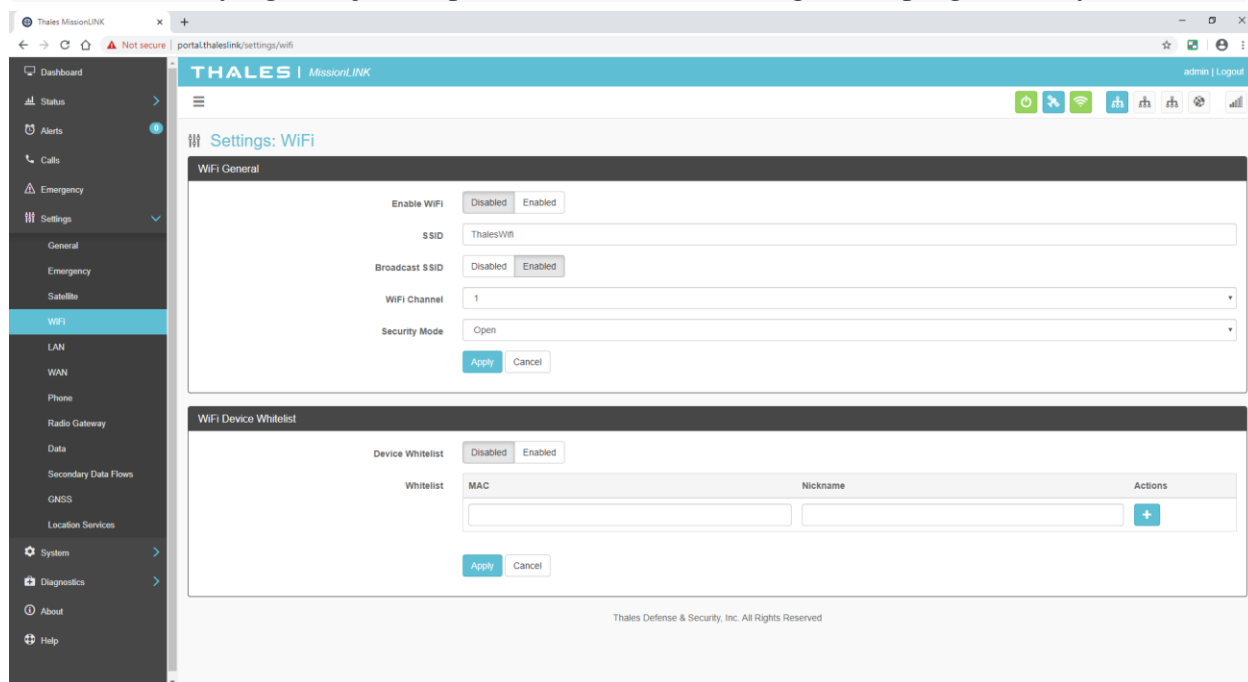 Thales MissionLINK
Not secure | portal.thaleslink/settings/wifi
THALES | MissionLINK
admin | Logout
Dashboard
Status
Alerts 0
Calls
Emergency
Settings
General
Emergency
Satellite
WiFi
LAN
WAN
Phone
Radio Gateway
Data
Secondary Data Flows
GNSS
Location Services
System
Diagnostics
About
Help
Settings: WiFi
WiFi General
Enable WiFi Disabled Enabled
SSID ThalesWifi
Broadcast SSID Disabled Enabled
WiFi Channel 1
Security Mode Open
Apply Cancel
WiFi Device Whitelist
Device Whitelist Disabled Enabled
Whitelist MAC Nickname Actions
Apply Cancel
Thales Defense & Security, Inc. All Rights Reserved